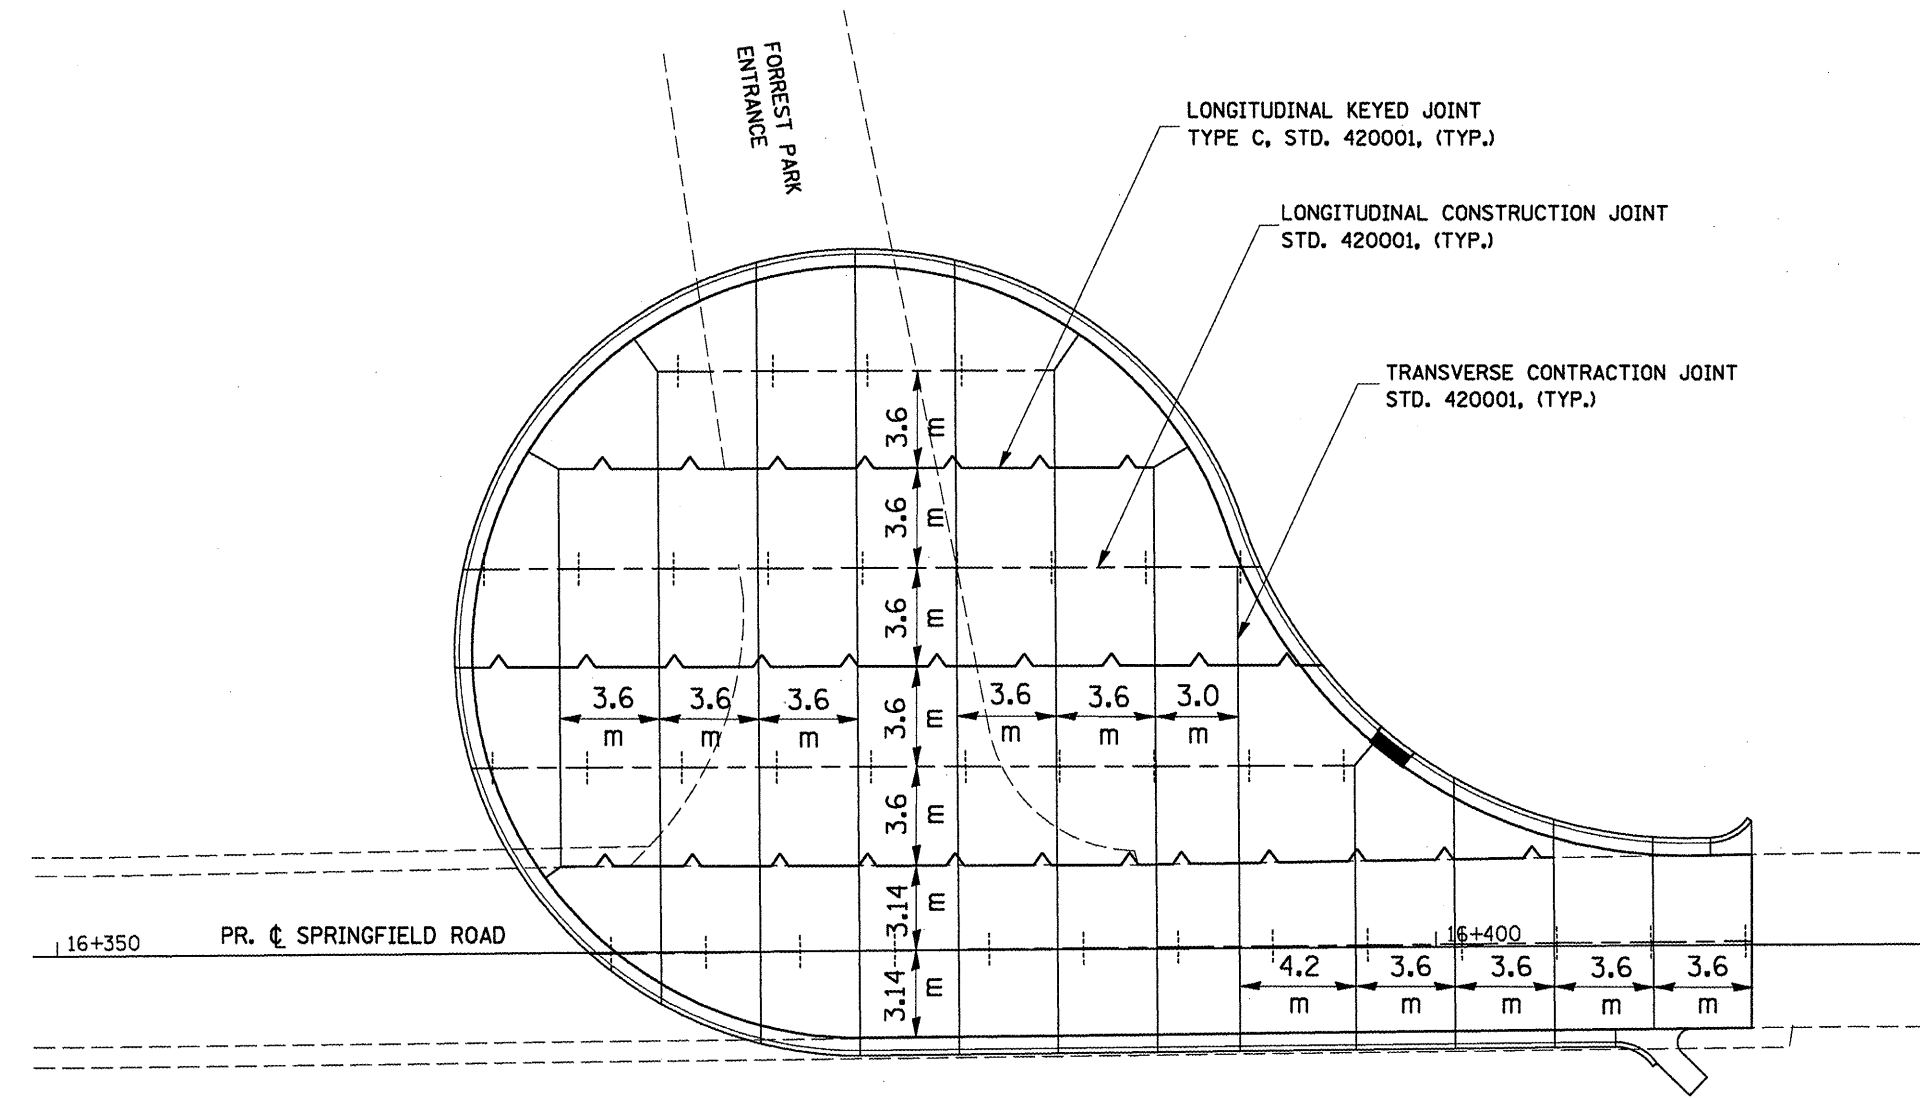 FORREST PARK
ENTRANCE
LONGITUDINAL KEYED JOINT
TYPE C, STD. 420001, (TYP.)
LONGITUDINAL CONSTRUCTION JOINT
STD. 420001, (TYP.)
TRANSVERSE CONTRACTION JOINT
STD. 420001, (TYP.)
3.6 m
3.6 m
3.6 m
3.6 m
3.6 m
3.14 m
3.14 m
3.6 m
3.6 m
3.6 m
3.6 m
3.6 m
3.0 m
16+350
PR. ℄ SPRINGFIELD ROAD
16+400
4.2 m
3.6 m
3.6 m
3.6 m
3.6 m